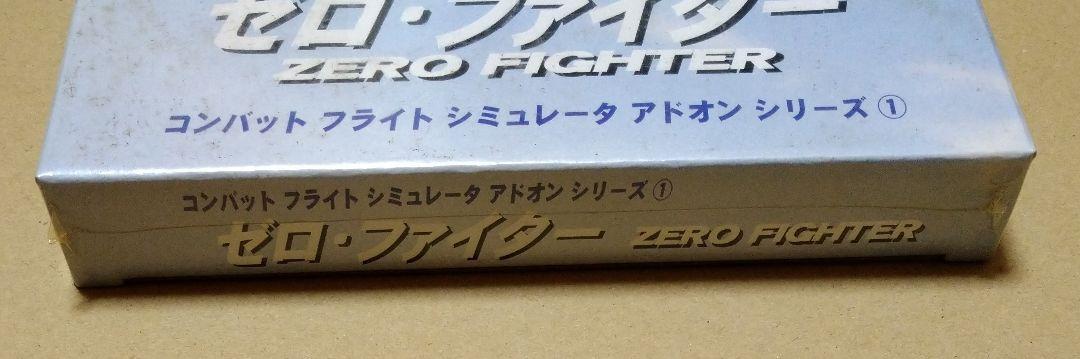 ゼロ・ファイター
ZERO FIGHTER
コンバット フライト シミュレータ アドオン シリーズ①
コンバット フライト シミュレータ アドオン シリーズ①
ゼロ・ファイター ZERO FIGHTER